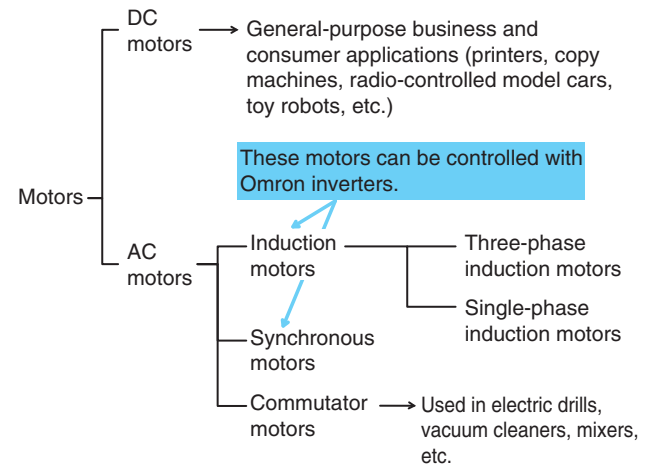 DC
motors
General-purpose business and
consumer applications (printers, copy
machines, radio-controlled model cars,
toy robots, etc.)
These motors can be controlled with
Omron inverters.
Motors
AC
motors
Induction
motors
Three-phase
induction motors
Single-phase
induction motors
Synchronous
motors
Commutator
motors
Used in electric drills,
vacuum cleaners, mixers,
etc.